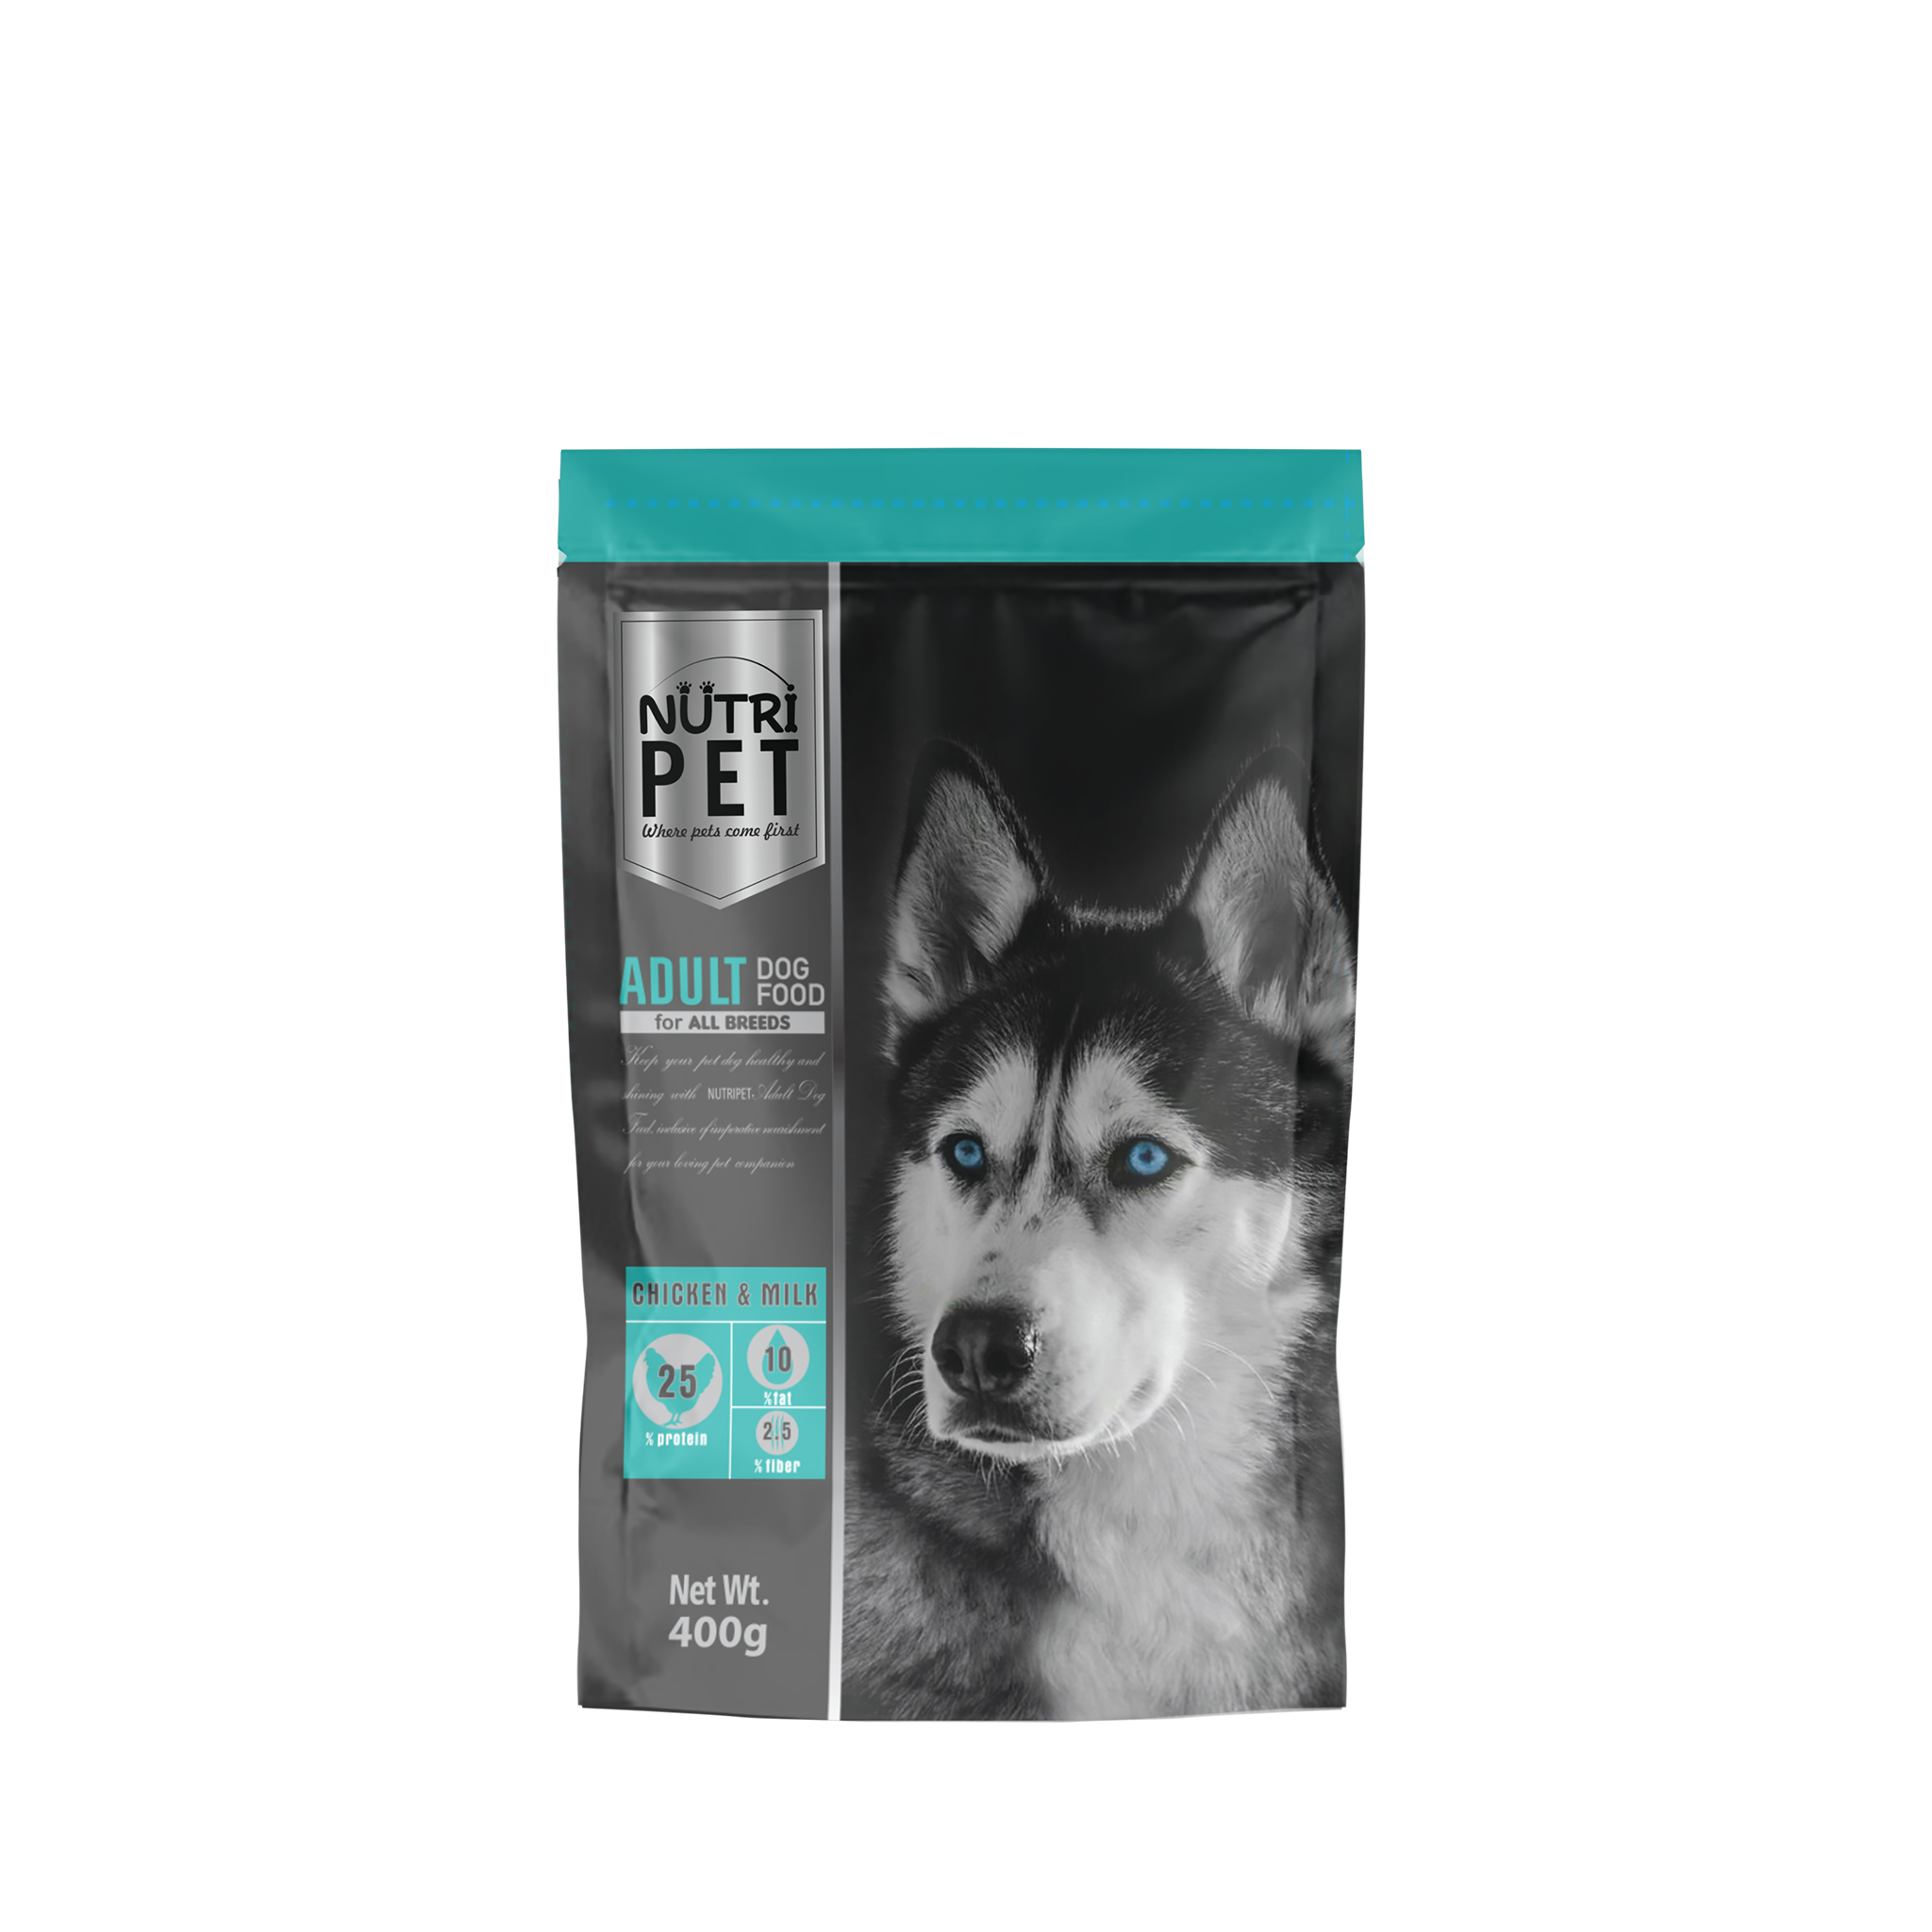 NUTRI
PET
Where pets come first
ADULT DOG
FOOD
for ALL BREEDS
Keep your pet dog healthy and
shining with NUTRIPET-Adult Dog
Food, inclusive of imperative nourishment
for your loving pet companion
CHICKEN & MILK
25
% protein
10
% fat
2.5
% fiber
Net Wt.
400g